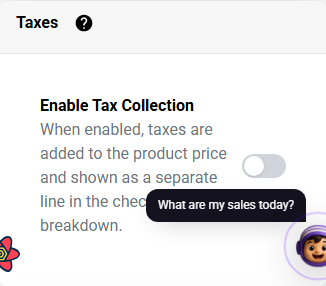 Taxes ?
Enable Tax Collection
When enabled, taxes are
added to the product price
and shown as a separate
line in the chec
What are my sales today?
breakdown.